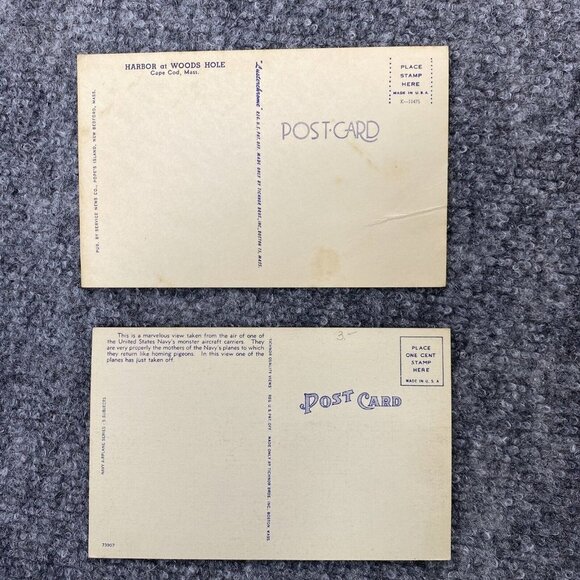 HARBOR at WOODS HOLE
Cape Cod, Mass.
PUB. BY SERVICE NEWS CO., POPE'S ISLAND, NEW BEDFORD, MASS.
"Lusterchrome" REG. U.S. PAT. OFF. MADE ONLY BY TICHNOR BROS., INC., BOSTON 15, MASS.
POST-CARD
PLACE
STAMP
HERE
MADE IN U.S.A.
K-11475
This is a marvelous view taken from the air of one of
the United States Navy's monster aircraft carriers. They
are very properly the mothers of the Navy's planes to which
they return like homing pigeons. In this view one of the
planes has just taken off.
NAVY AIRPLANE SERIES 5 SUBJECTS
75907
TICHNOR QUALITY VIEWS REG. U.S. PAT. OFF. MADE ONLY BY TICHNOR BROS. INC. BOSTON, MASS.
3.-
POST CARD
PLACE
ONE CENT
STAMP
HERE
MADE IN U.S.A